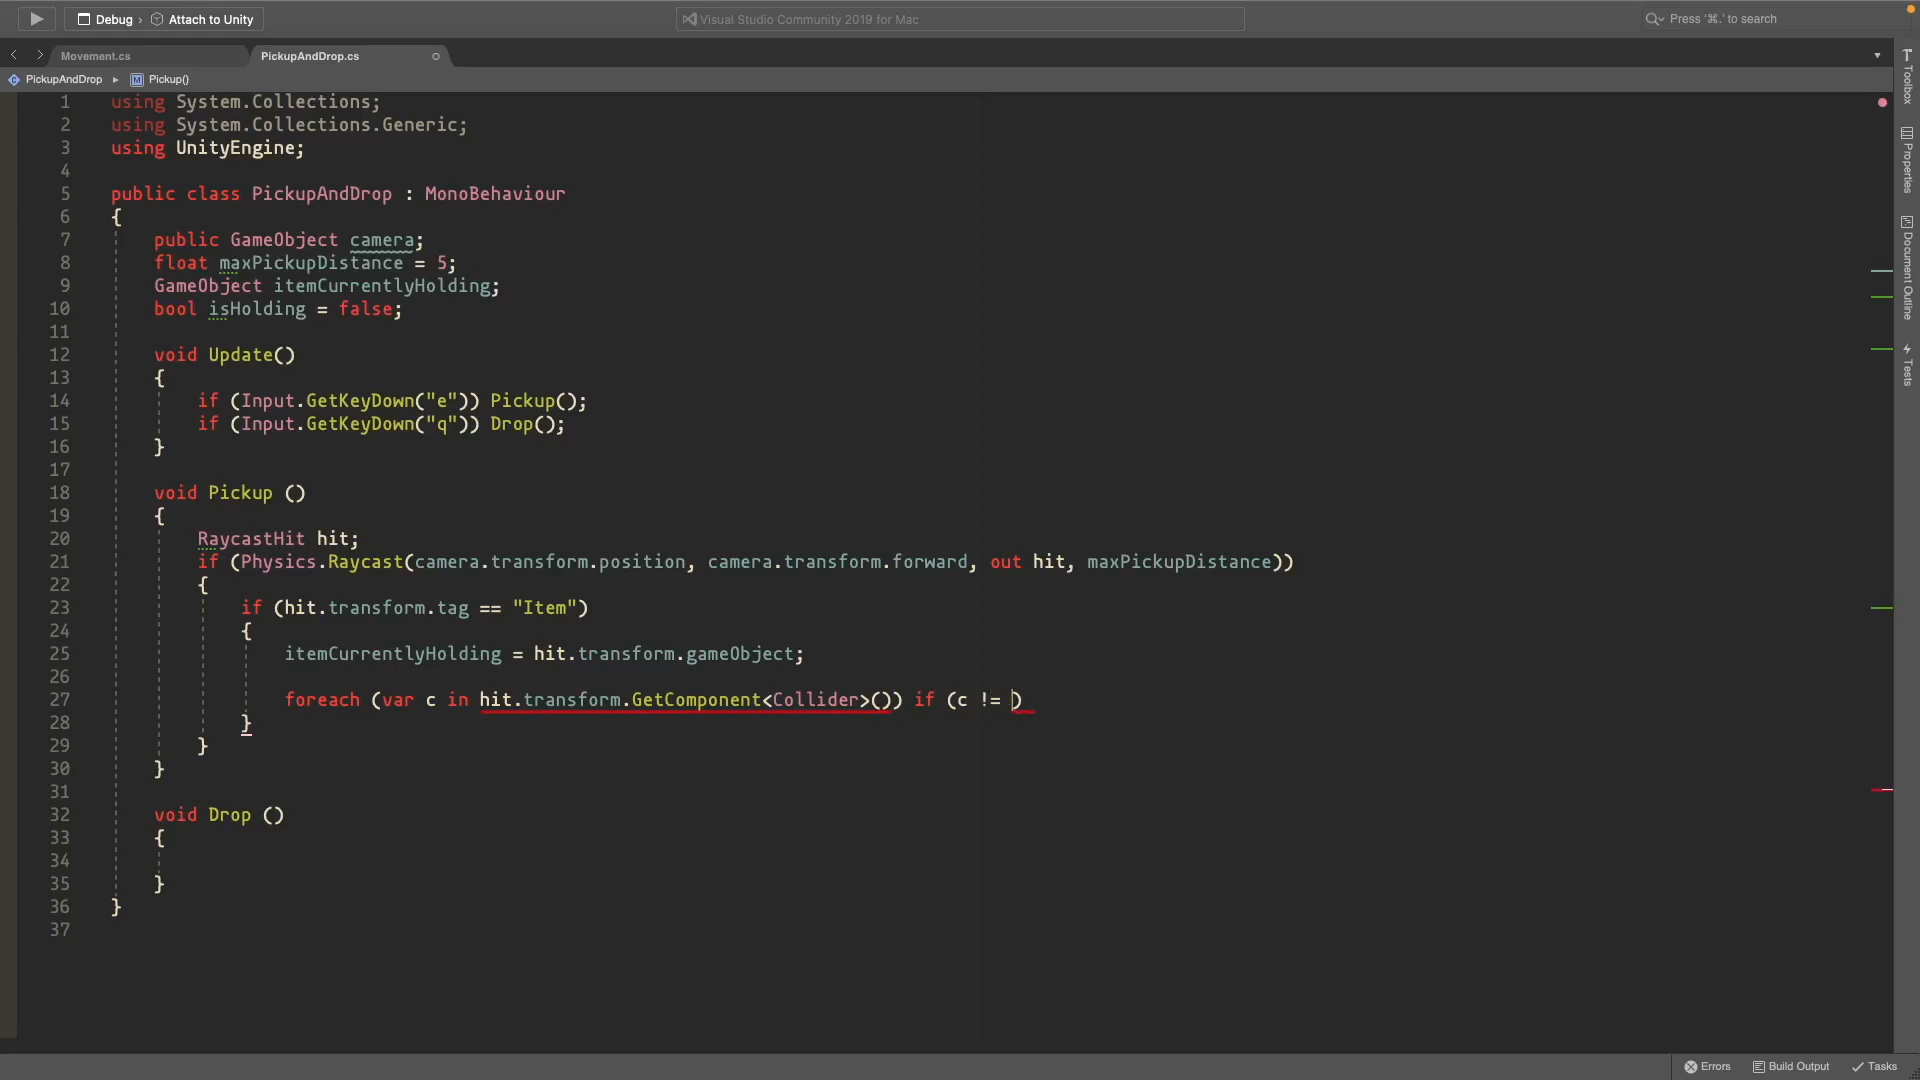 Debug › Attach to Unity
Visual Studio Community 2019 for Mac
Press '⌘.' to search
Movement.cs
PickupAndDrop.cs
PickupAndDrop
M Pickup()
1 using System.Collections;
2 using System.Collections.Generic;
3 using UnityEngine;
4
5 public class PickupAndDrop : MonoBehaviour
6 {
7 public GameObject camera;
8 float maxPickupDistance = 5;
9 GameObject itemCurrentlyHolding;
10 bool isHolding = false;
11
12 void Update()
13 {
14 if (Input.GetKeyDown("e")) Pickup();
15 if (Input.GetKeyDown("q")) Drop();
16 }
17
18 void Pickup ()
19 {
20 RaycastHit hit;
21 if (Physics.Raycast(camera.transform.position, camera.transform.forward, out hit, maxPickupDistance))
22 {
23 if (hit.transform.tag == "Item")
24 {
25 itemCurrentlyHolding = hit.transform.gameObject;
26
27 foreach (var c in hit.transform.GetComponent<Collider>()) if (c != )
28 }
29 }
30 }
31
32 void Drop ()
33 {
34
35 }
36 }
37
Toolbox
Properties
Document Outline
Tests
Errors
Build Output
Tasks